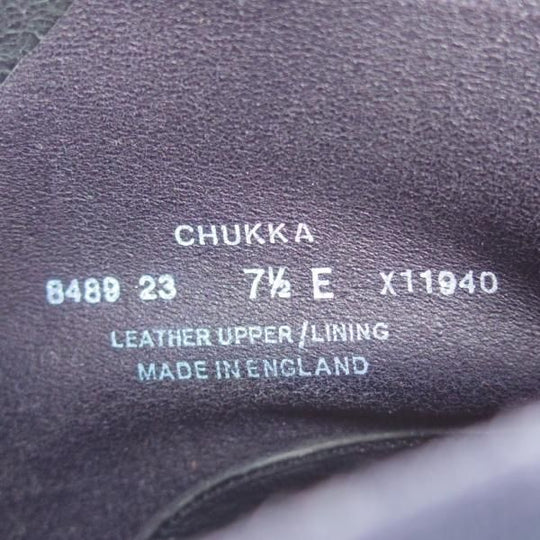 CHUKKA
8489 23 7½ E X11940
LEATHER UPPER/LINING
MADE IN ENGLAND